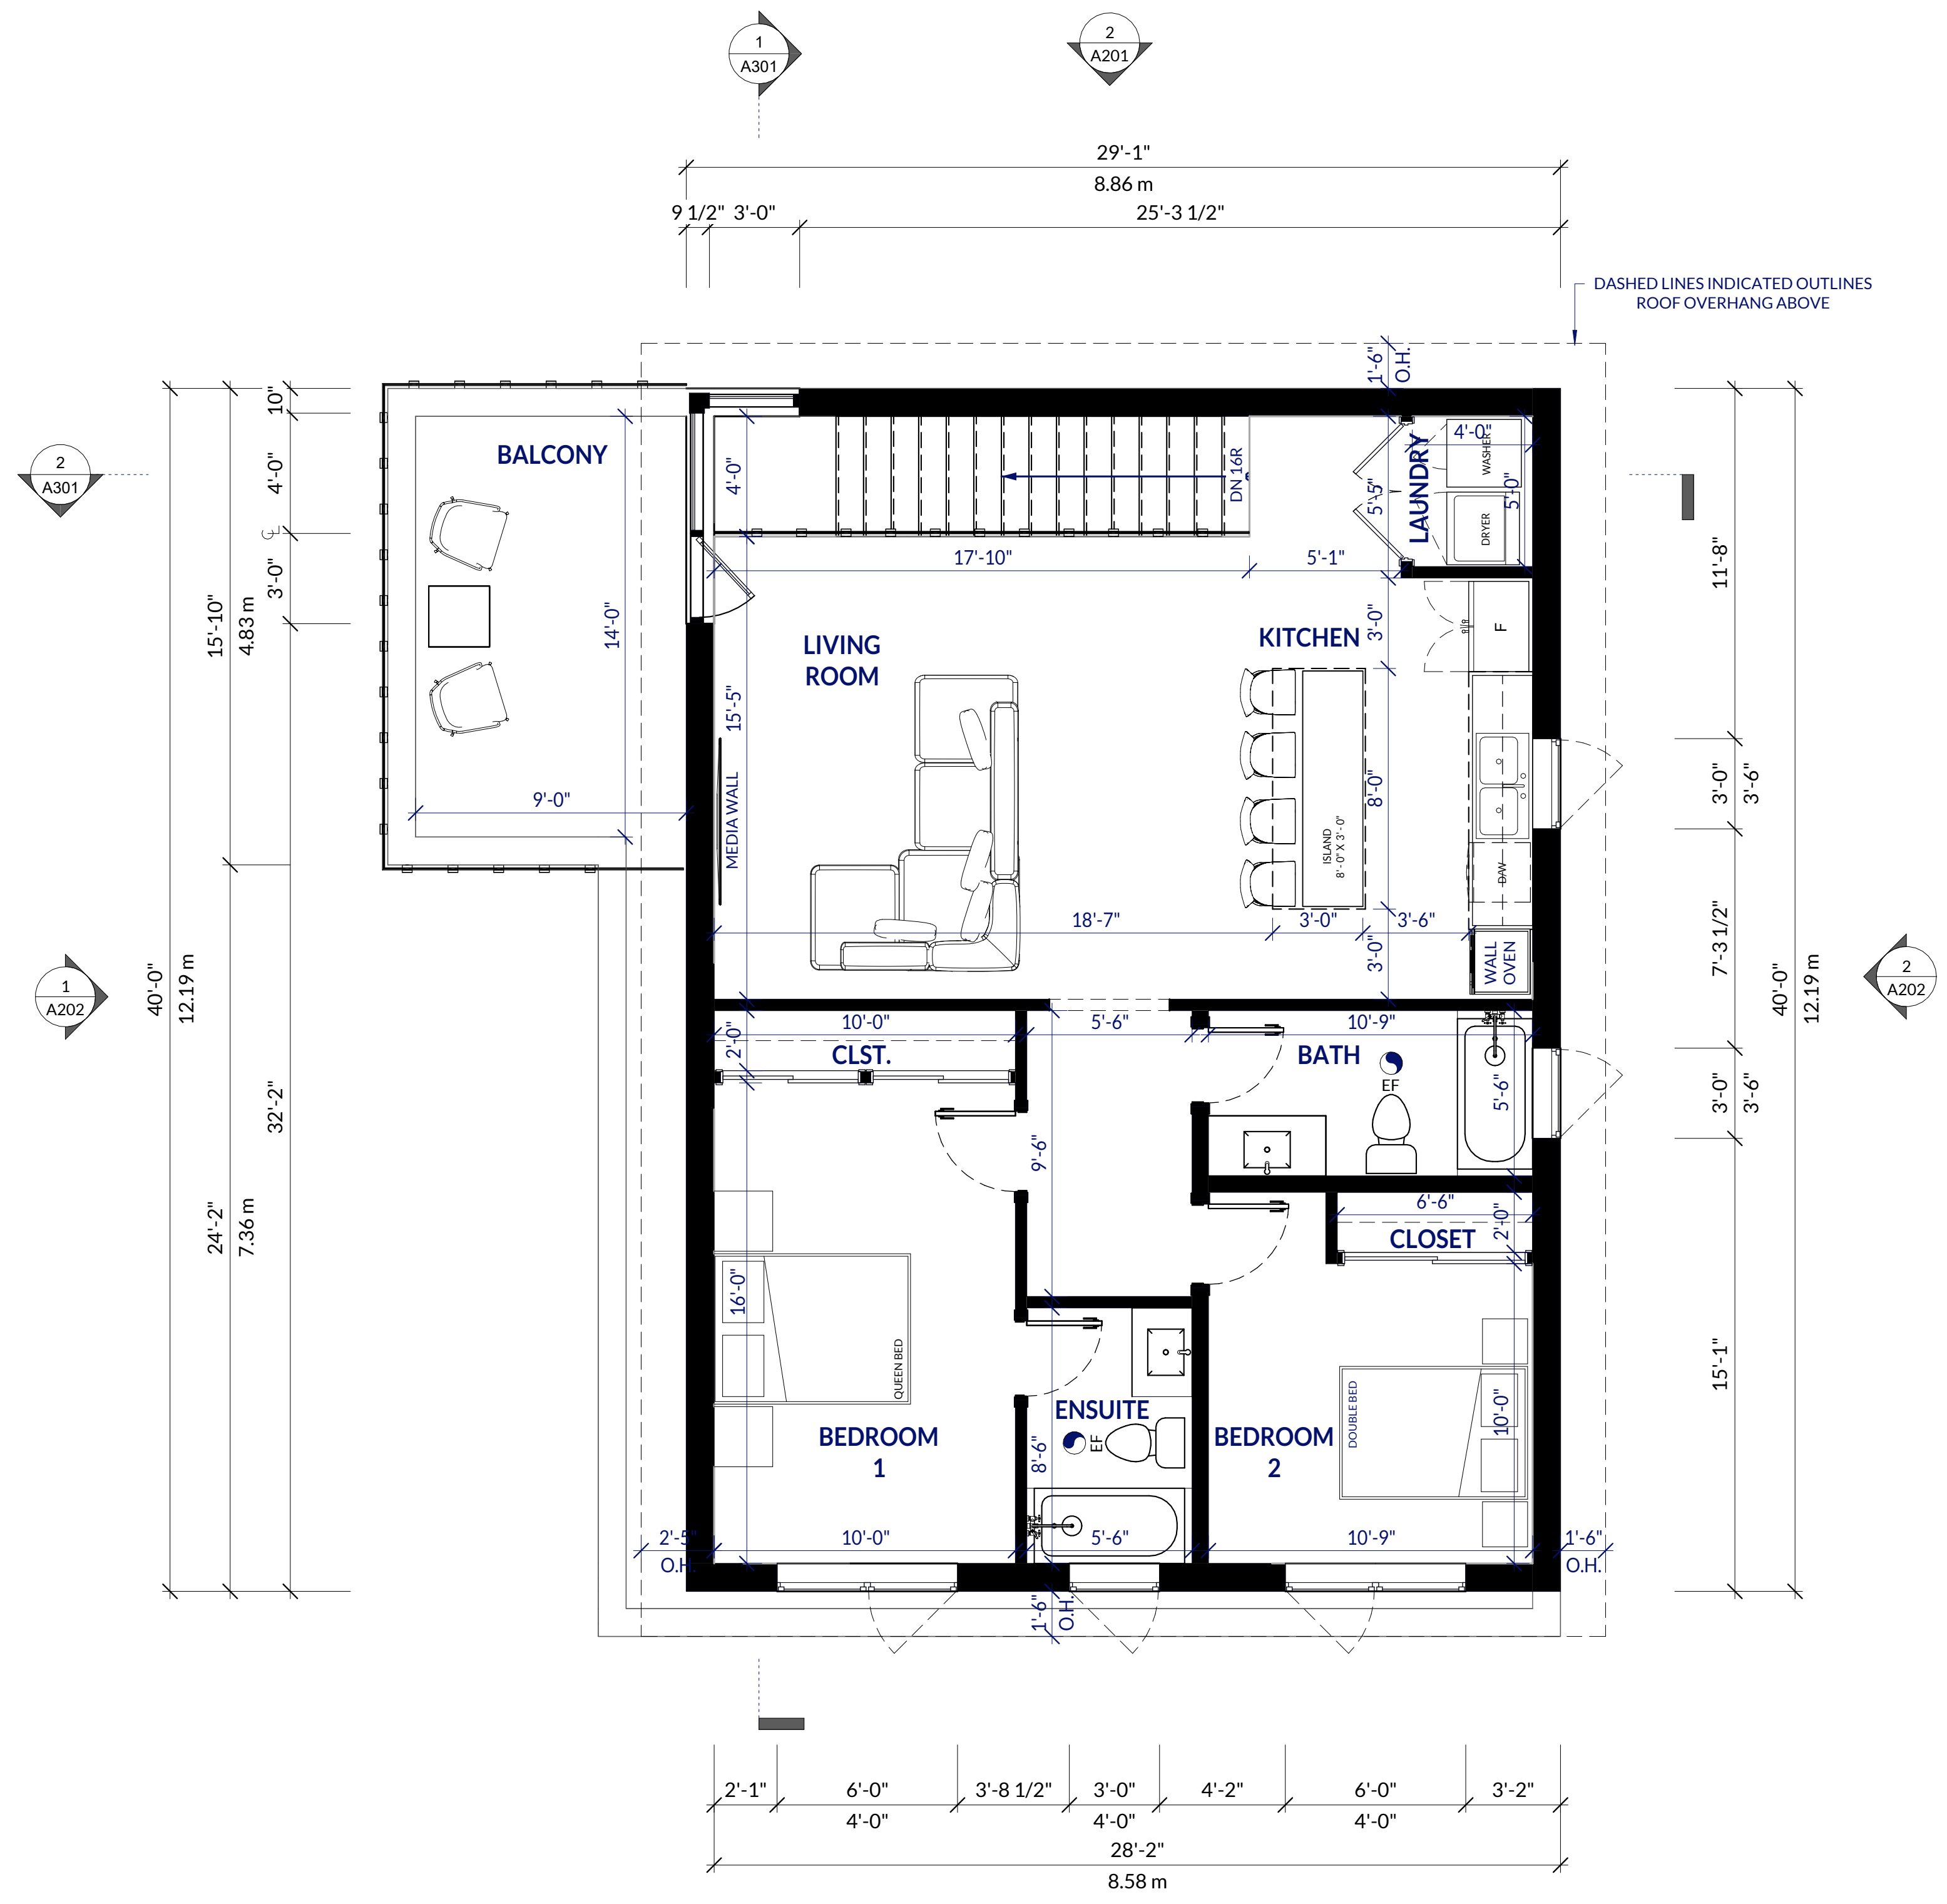 1
A301
2
A201
29'-1"
8.86 m
9 1/2" 3'-0"
25'-3 1/2"
DASHED LINES INDICATED OUTLINES
ROOF OVERHANG ABOVE
1'-6"
O.H.
10"
4'-0"
3'-0"
15'-10"
4.83 m
40'-0"
12.19 m
32'-2"
24'-2"
7.36 m
2
A301
1
A202
BALCONY
14'-0"
9'-0"
4'-0"
DN 16R
17'-10"
5'-1"
5'-5"
LAUNDRY
4'-0"
WASHER
DRYER
5'-0"
LIVING
ROOM
15'-5"
MEDIA WALL
KITCHEN
3'-0"
F
8'-0"
ISLAND
8'- 0" X 3'- 0"
D/W
18'-7"
3'-0"
3'-6"
3'-0"
WALL
OVEN
11'-8"
3'-0"
3'-6"
7'-3 1/2"
3'-0"
3'-6"
15'-1"
40'-0"
12.19 m
2
A202
10'-0"
5'-6"
10'-9"
2'-0"
CLST.
BATH
EF
5'-6"
9'-6"
6'-6"
2'-0"
CLOSET
16'-0"
QUEEN BED
BEDROOM
1
ENSUITE
EF
8'-6"
BEDROOM
2
DOUBLE BED
10'-0"
2'-5"
O.H.
10'-0"
5'-6"
10'-9"
1'-6"
O.H.
1'-6"
O.H.
2'-1"
6'-0"
3'-8 1/2"
3'-0"
4'-2"
6'-0"
3'-2"
4'-0"
4'-0"
4'-0"
28'-2"
8.58 m